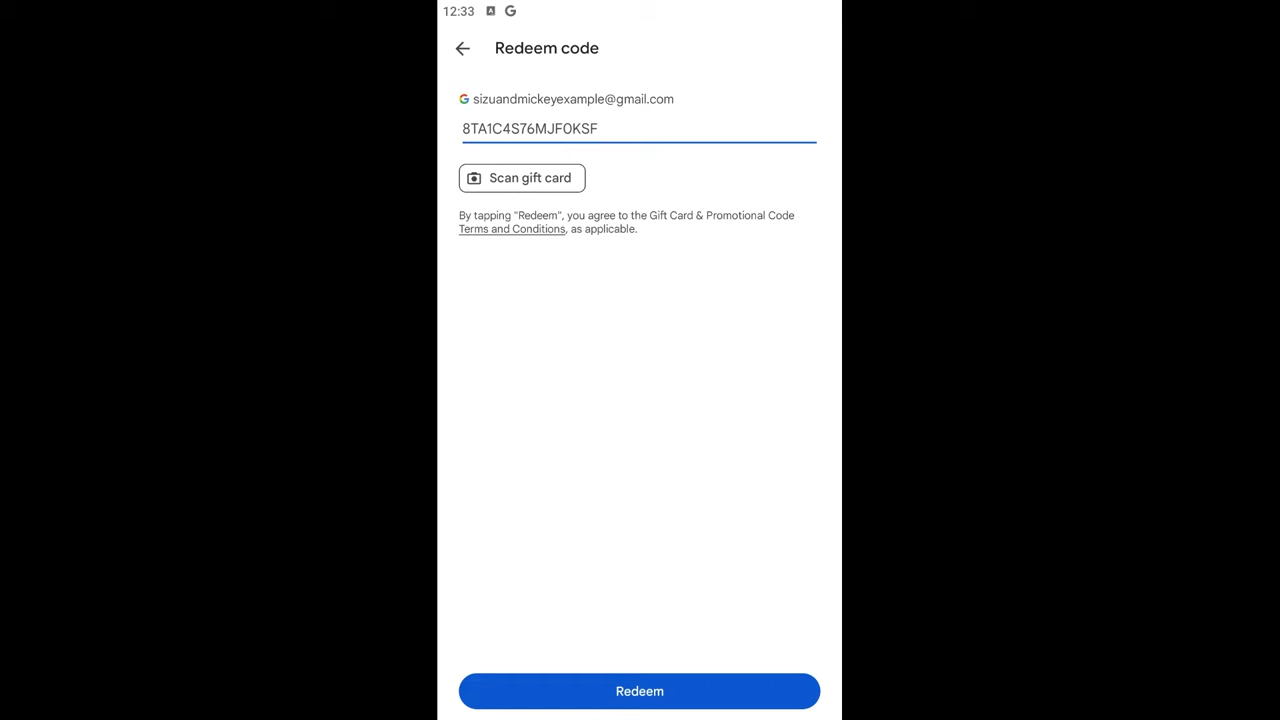 12:33
Redeem code
sizuandmickeyexample@gmail.com
8TA1C4S76MJF0KSF
Scan gift card
By tapping "Redeem", you agree to the Gift Card & Promotional Code
Terms and Conditions, as applicable.
Redeem